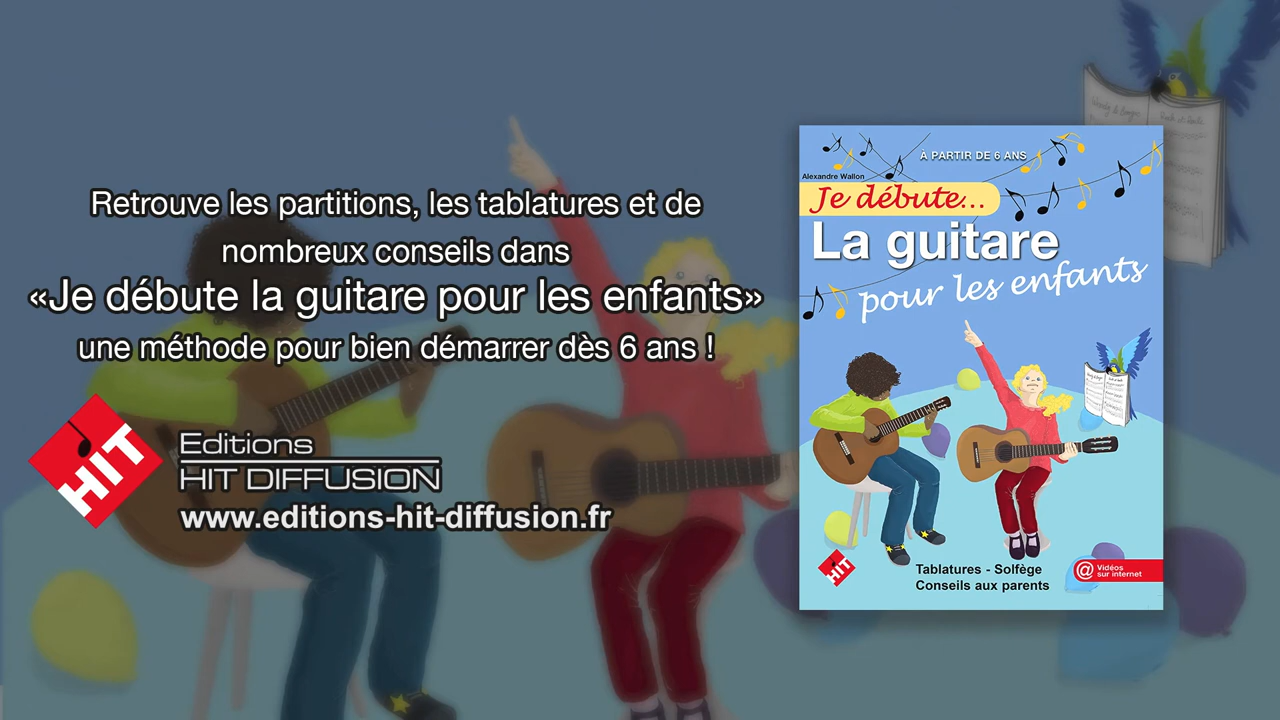 Retrouve les partitions, les tablatures et de
nombreux conseils dans
«Je débute la guitare pour les enfants»
une méthode pour bien démarrer dès 6 ans !
HIT
Editions
HIT DIFFUSION
www.editions-hit-diffusion.fr
À PARTIR DE 6 ANS
Alexandre Wallon
Je débute...
La guitare
pour les enfants
HIT
Tablatures - Solfège
Conseils aux parents
@ Vidéos
sur internet